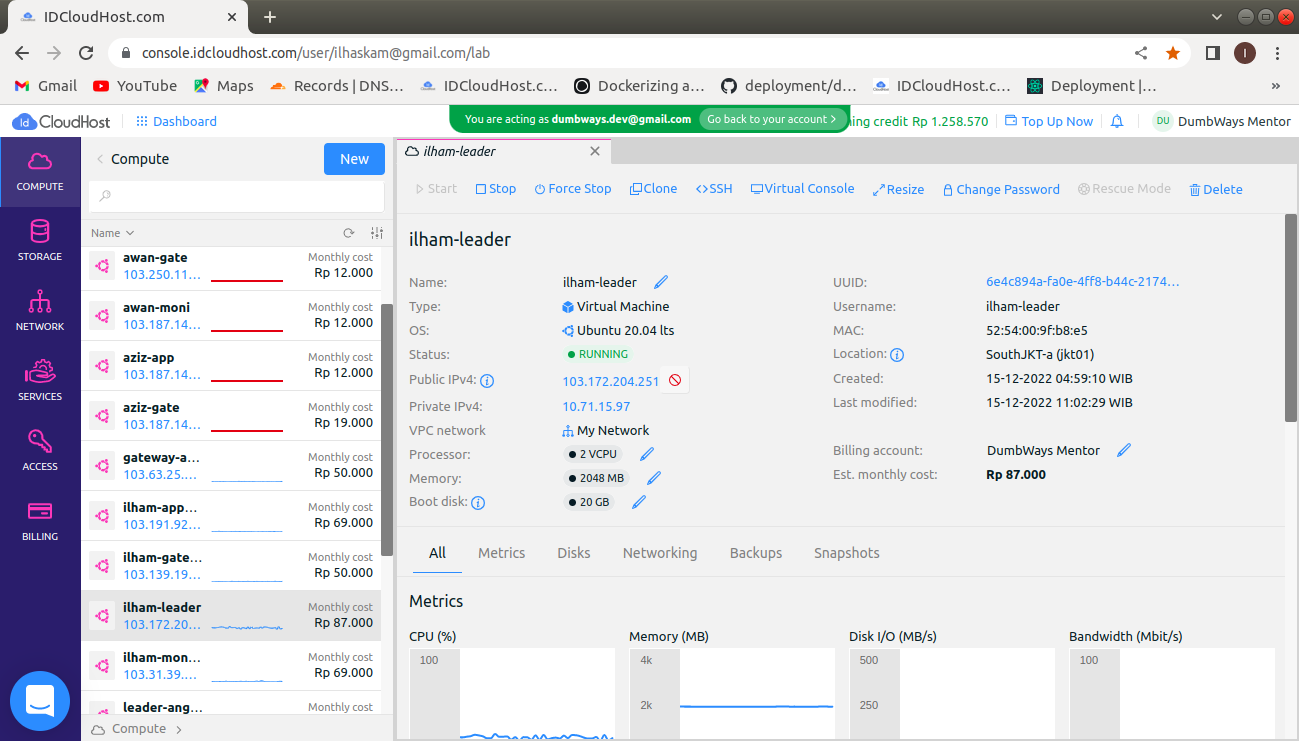 IDCloudHost.com
console.idcloudhost.com/user/ilhaskam@gmail.com/lab
I
Gmail YouTube Maps Records | DNS... IDCloudHost.c... Dockerizing a... deployment/d... IDCloudHost.c... Deployment |... »
Id CloudHost Dashboard You are acting as dumbways.dev@gmail.com Go back to your account > ing credit Rp 1.258.570 Top Up Now DU DumbWays Mentor
COMPUTE
STORAGE
NETWORK
SERVICES
ACCESS
BILLING
< Compute New
Name
awan-gate Monthly cost
103.250.11... Rp 12.000
awan-moni Monthly cost
103.187.14... Rp 12.000
aziz-app Monthly cost
103.187.14... Rp 12.000
aziz-gate Monthly cost
103.187.14... Rp 19.000
gateway-a... Monthly cost
103.63.25.... Rp 50.000
ilham-app... Monthly cost
103.191.92... Rp 69.000
ilham-gate... Monthly cost
103.139.19... Rp 50.000
ilham-leader Monthly cost
103.172.20... Rp 87.000
ilham-mon... Monthly cost
103.31.39.... Rp 69.000
leader-ang... Monthly cost
Compute >
ilham-leader
Start Stop Force Stop Clone <>SSH Virtual Console Resize Change Password Rescue Mode Delete
ilham-leader
Name: ilham-leader
Type: Virtual Machine
OS: Ubuntu 20.04 lts
Status: RUNNING
Public IPv4: 103.172.204.251
Private IPv4: 10.71.15.97
VPC network My Network
Processor: 2 VCPU
Memory: 2048 MB
Boot disk: 20 GB
UUID: 6e4c894a-fa0e-4ff8-b44c-2174...
Username: ilham-leader
MAC: 52:54:00:9f:b8:e5
Location: SouthJKT-a (jkt01)
Created: 15-12-2022 04:59:10 WIB
Last modified: 15-12-2022 11:02:29 WIB
Billing account: DumbWays Mentor
Est. monthly cost: Rp 87.000
All Metrics Disks Networking Backups Snapshots
Metrics
CPU (%) Memory (MB) Disk I/O (MB/s) Bandwidth (Mbit/s)
100 4k 500 100
2k 250